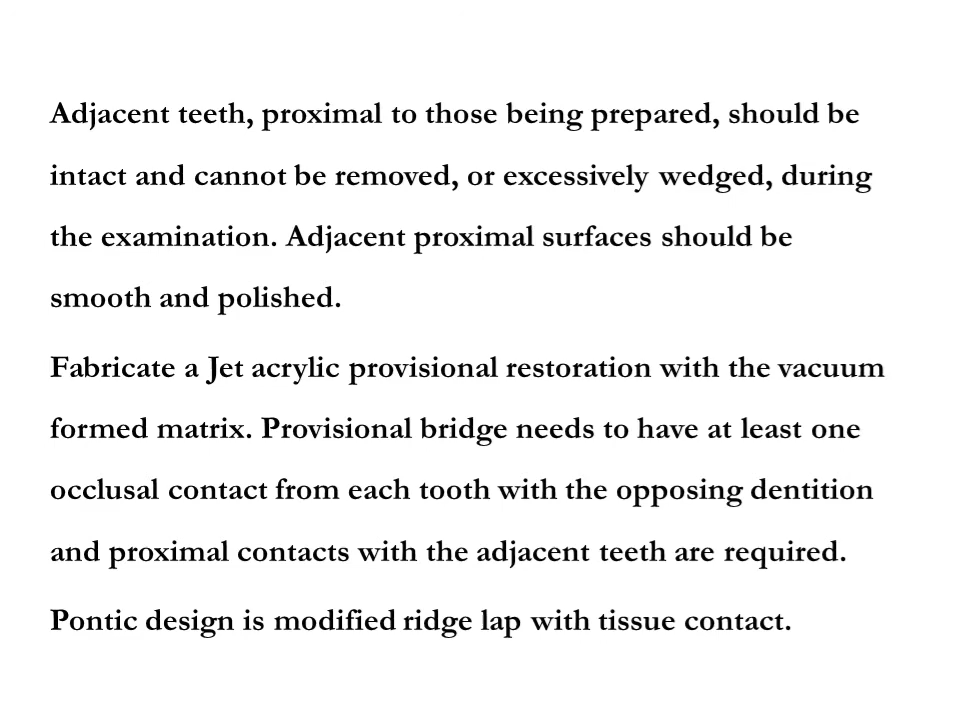 Adjacent teeth, proximal to those being prepared, should be
intact and cannot be removed, or excessively wedged, during
the examination. Adjacent proximal surfaces should be
smooth and polished.
Fabricate a Jet acrylic provisional restoration with the vacuum
formed matrix. Provisional bridge needs to have at least one
occlusal contact from each tooth with the opposing dentition
and proximal contacts with the adjacent teeth are required.
Pontic design is modified ridge lap with tissue contact.